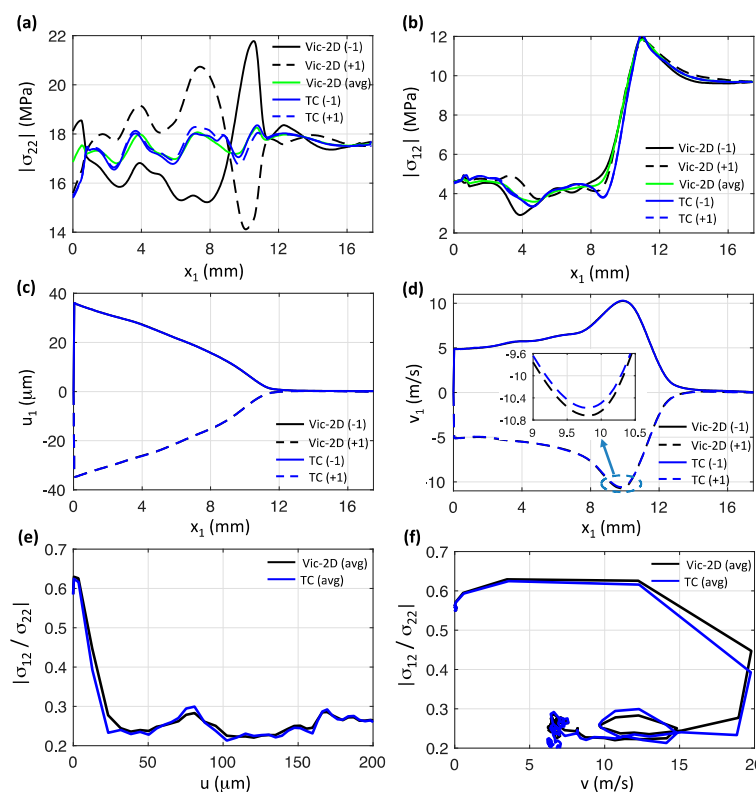 (a)
|σ22| (MPa)
22
20
18
16
14
0
4
8
12
16
x1 (mm)
Vic-2D (-1)
Vic-2D (+1)
Vic-2D (avg)
TC (-1)
TC (+1)
(b)
|σ12| (MPa)
12
10
8
6
4
2
0
4
8
12
16
x1 (mm)
Vic-2D (-1)
Vic-2D (+1)
Vic-2D (avg)
TC (-1)
TC (+1)
(c)
u1 (μm)
40
20
0
-20
-40
0
4
8
12
16
x1 (mm)
Vic-2D (-1)
Vic-2D (+1)
TC (-1)
TC (+1)
(d)
v1 (m/s)
10
5
0
-5
-10
0
4
8
12
16
x1 (mm)
-9.6
-10
-10.4
-10.8
9
9.5
10
10.5
Vic-2D (-1)
Vic-2D (+1)
TC (-1)
TC (+1)
(e)
|σ12 / σ22|
0.7
0.6
0.5
0.4
0.3
0.2
0
50
100
150
200
u (μm)
Vic-2D (avg)
TC (avg)
(f)
|σ12 / σ22|
0.7
0.6
0.5
0.4
0.3
0.2
0
5
10
15
20
v (m/s)
Vic-2D (avg)
TC (avg)